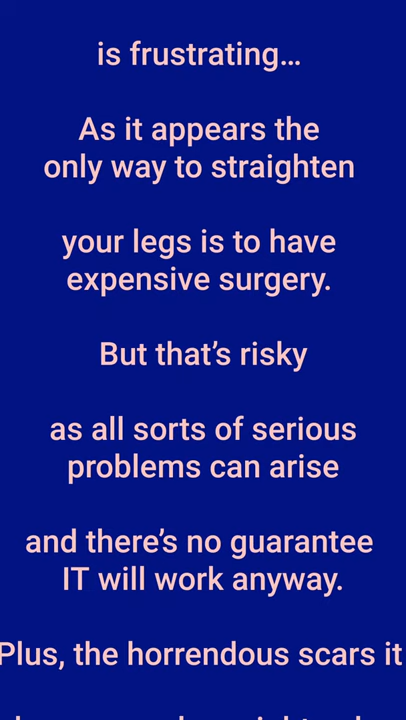 is frustrating…
As it appears the
only way to straighten
your legs is to have
expensive surgery.
But that’s risky
as all sorts of serious
problems can arise
and there’s no guarantee
IT will work anyway.
Plus, the horrendous scars it